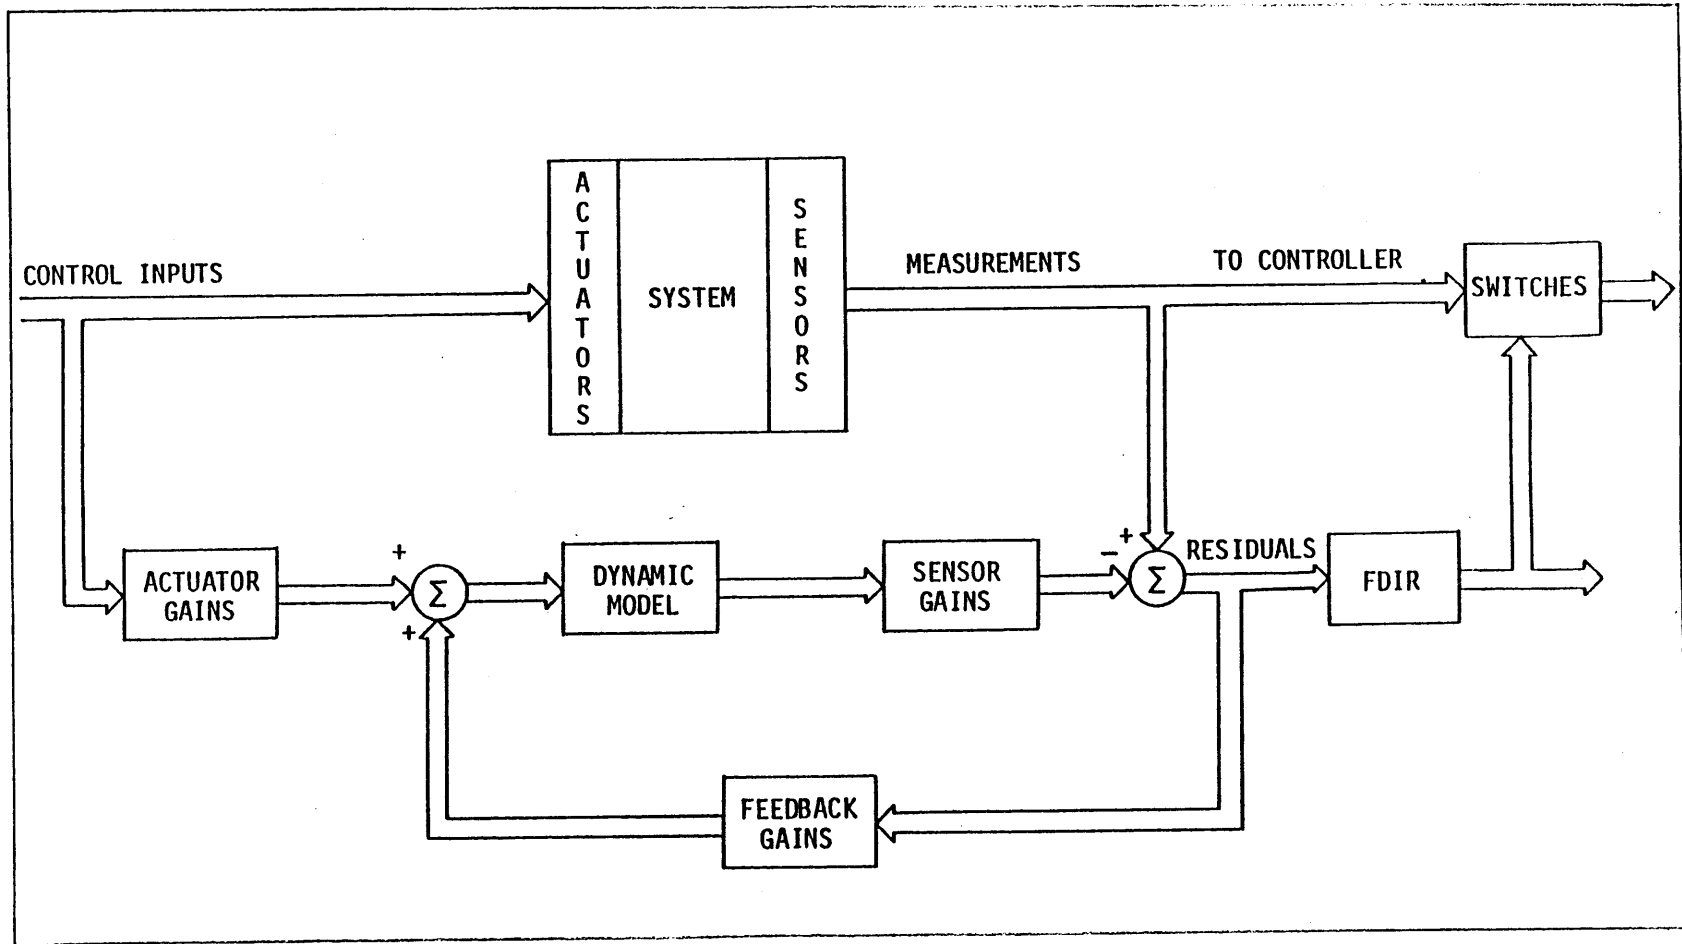 CONTROL INPUTS
ACTUATORS
SYSTEM
SENSORS
MEASUREMENTS
TO CONTROLLER
SWITCHES
ACTUATOR
GAINS
+
+
Σ
DYNAMIC
MODEL
SENSOR
GAINS
−
+
Σ
RESIDUALS
FDIR
FEEDBACK
GAINS